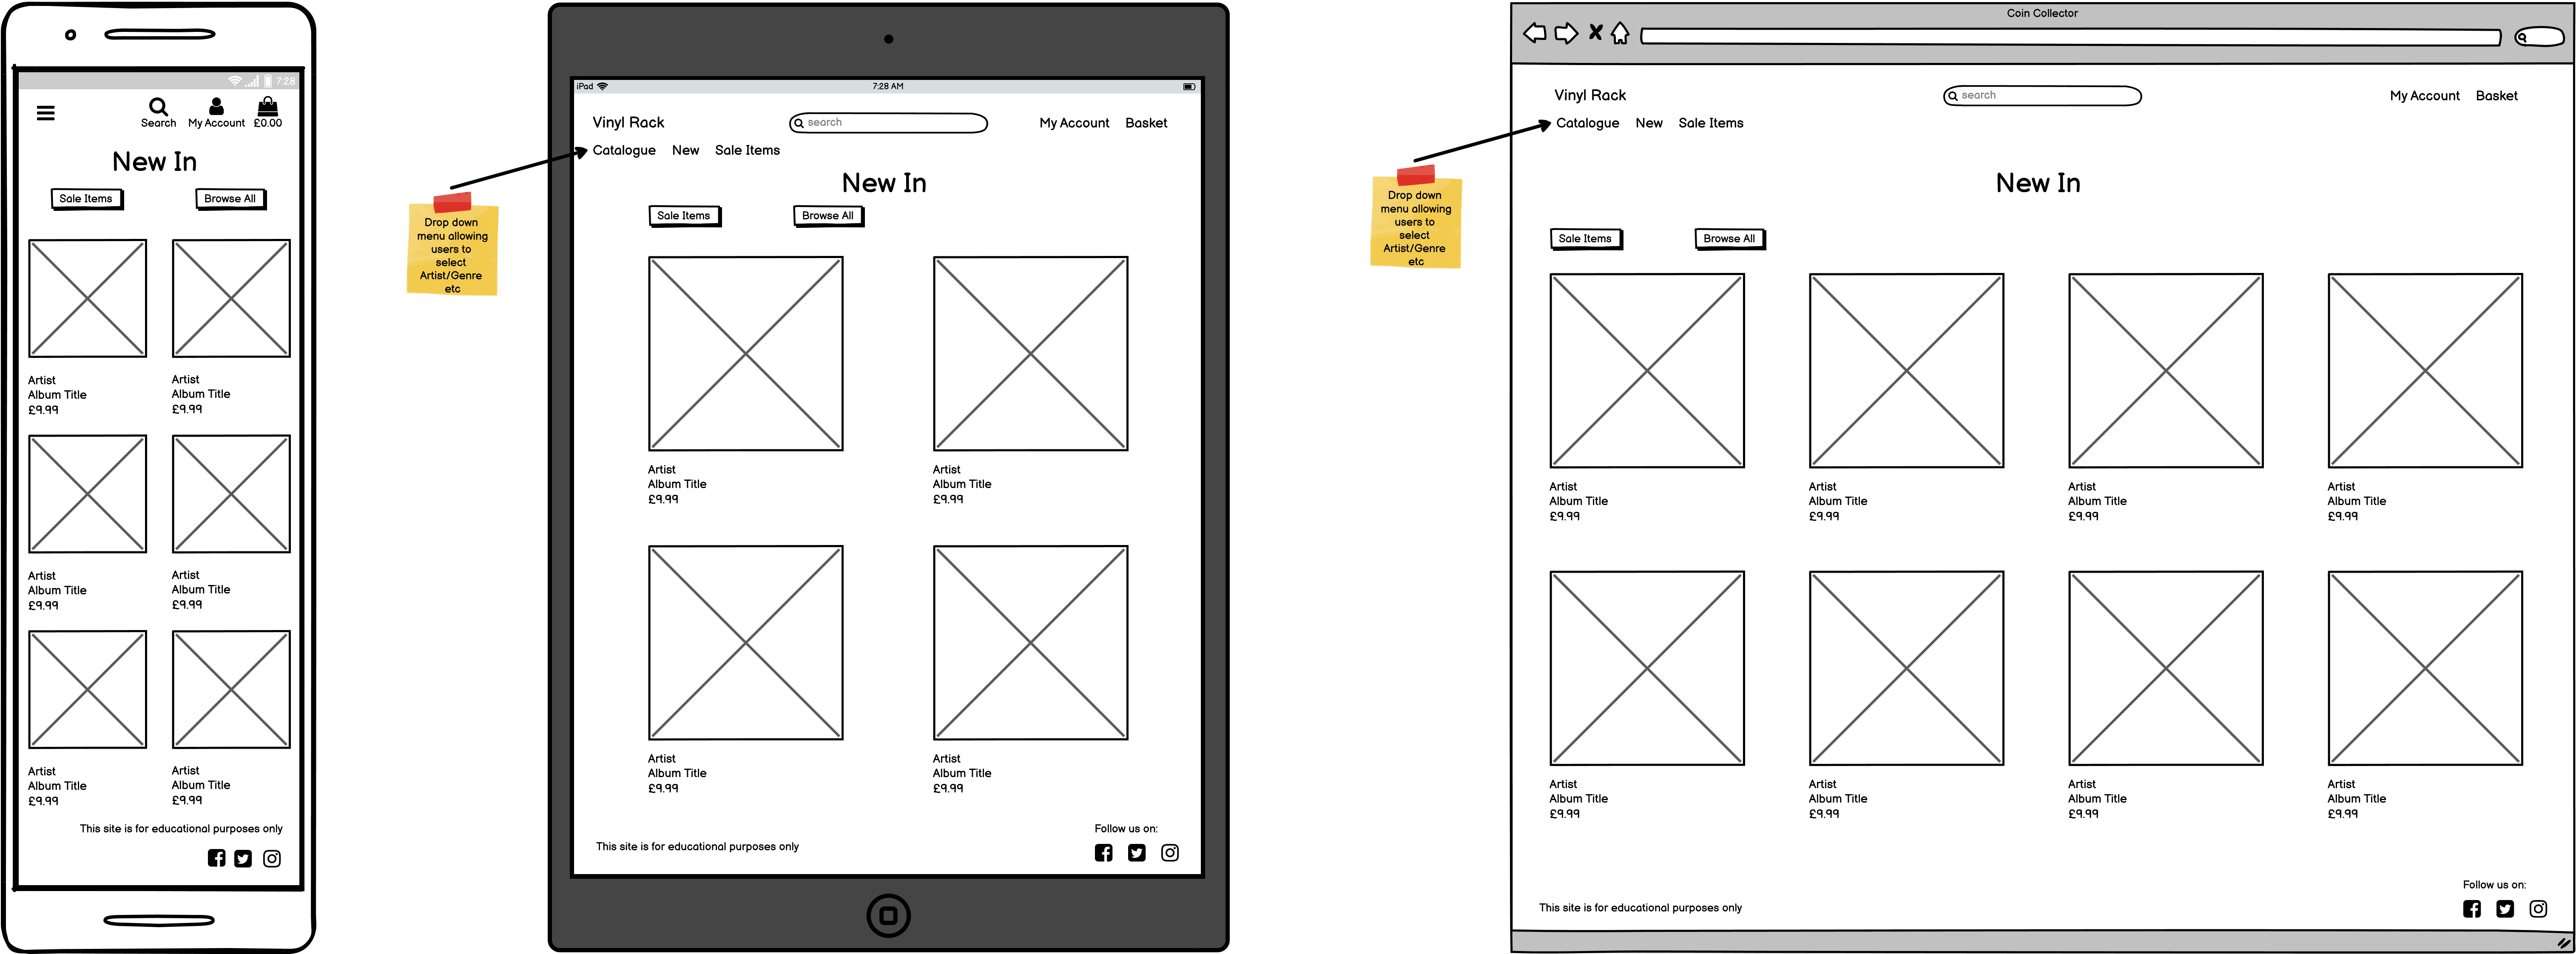 7:28
Search My Account £0.00
New In
Sale Items Browse All
Artist Artist
Album Title Album Title
£9.99 £9.99
Artist Artist
Album Title Album Title
£9.99 £9.99
Artist Artist
Album Title Album Title
£9.99 £9.99
This site is for educational purposes only
Drop down
menu allowing
users to
select
Artist/Genre
etc
iPad 7:28 AM
Vinyl Rack search My Account Basket
Catalogue New Sale Items
New In
Sale Items Browse All
Artist Artist
Album Title Album Title
£9.99 £9.99
Artist Artist
Album Title Album Title
£9.99 £9.99
Follow us on:
This site is for educational purposes only
Drop down
menu allowing
users to
select
Artist/Genre
etc
Coin Collector
Vinyl Rack search My Account Basket
Catalogue New Sale Items
New In
Sale Items Browse All
Artist Artist Artist Artist
Album Title Album Title Album Title Album Title
£9.99 £9.99 £9.99 £9.99
Artist Artist Artist Artist
Album Title Album Title Album Title Album Title
£9.99 £9.99 £9.99 £9.99
Follow us on:
This site is for educational purposes only